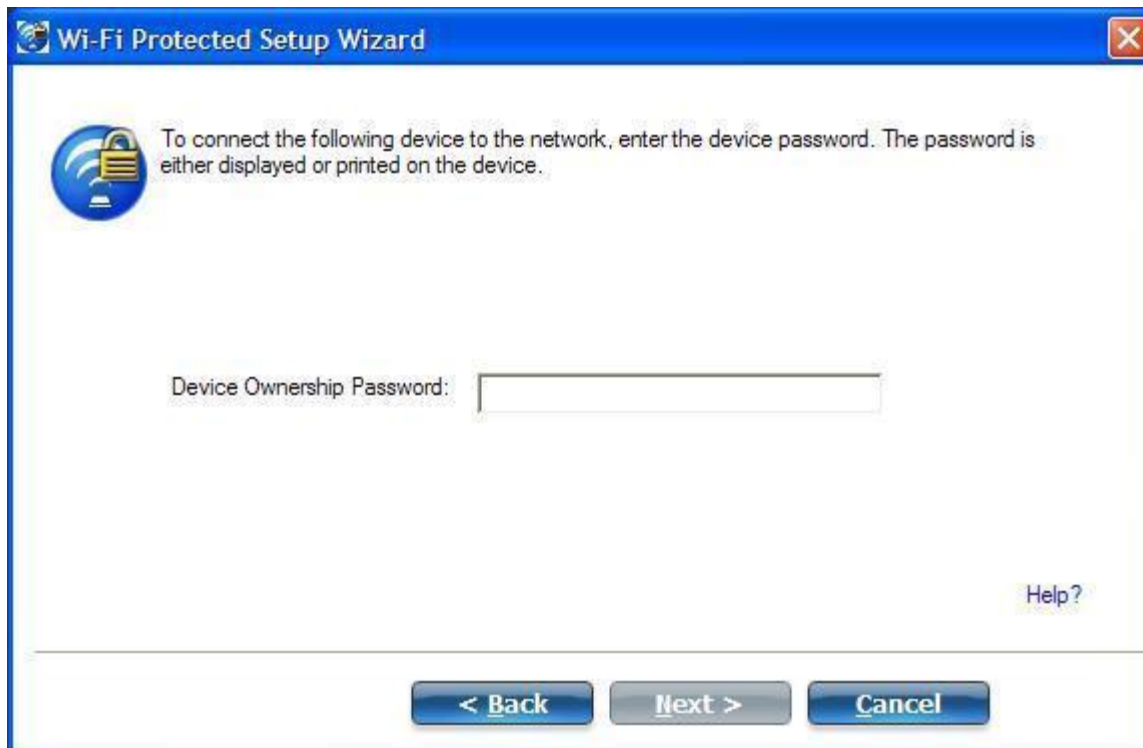 Wi-Fi Protected Setup Wizard
To connect the following device to the network, enter the device password. The password is
either displayed or printed on the device.
Device Ownership Password:
Help?
< Back
Next >
Cancel